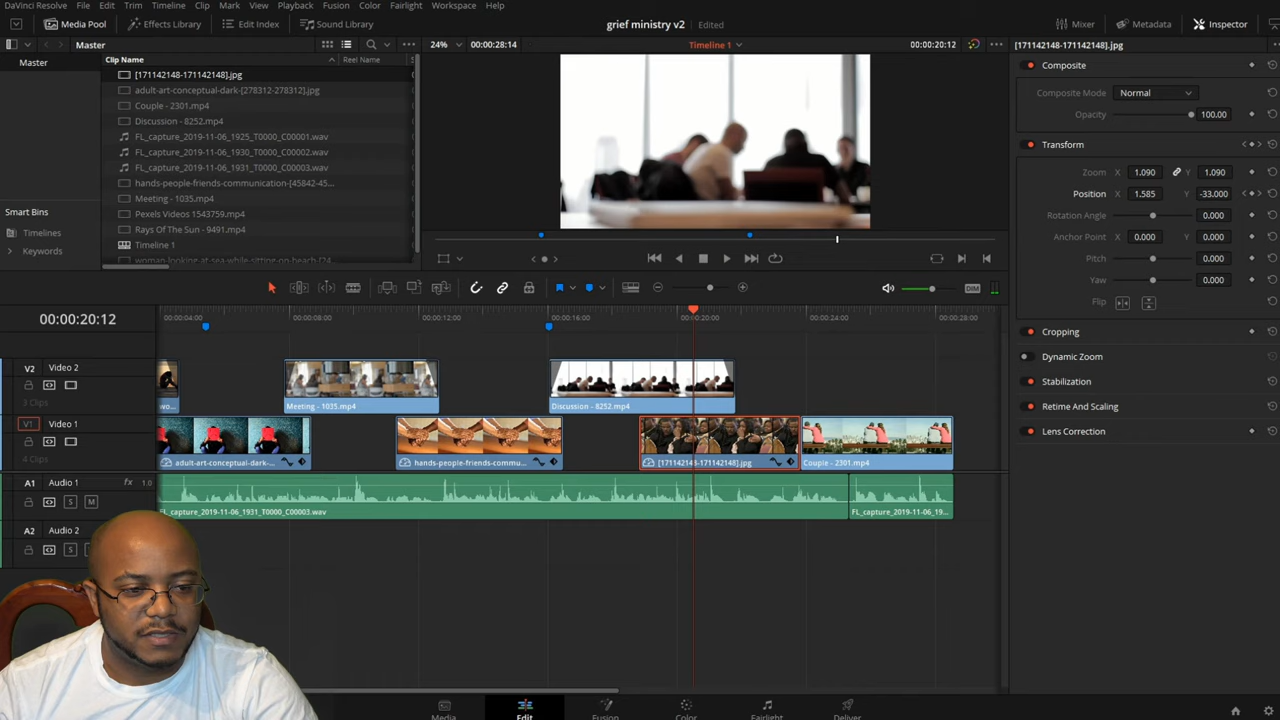 DaVinci Resolve File Edit Trim Timeline Clip Mark View Playback Fusion Color Fairlight Workspace Help
Media Pool Effects Library Edit Index Sound Library grief ministry v2 Edited Mixer Metadata Inspector
Master 24% 00:00:28:14 Timeline 1 00:00:20:12 [171142148-171142148].jpg
Master
Clip Name Reel Name
[171142148-171142148].jpg
adult-art-conceptual-dark-[278312-278312].jpg
Couple - 2301.mp4
Discussion - 8252.mp4
FL_capture_2019-11-06_1925_T0000_C00001.wav
FL_capture_2019-11-06_1930_T0000_C00002.wav
FL_capture_2019-11-06_1931_T0000_C00003.wav
hands-people-friends-communication-[45842-45...
Meeting - 1035.mp4
Pexels Videos 1543759.mp4
Rays Of The Sun - 9491.mp4
Timeline 1
woman-looking-at-sea-while-sitting-on-beach-[24...
Smart Bins
Timelines
Keywords
Composite
Composite Mode Normal
Opacity 100.00
Transform
Zoom X 1.090 Y 1.090
Position X 1.585 Y -33.000
Rotation Angle 0.000
Anchor Point X 0.000 Y 0.000
Pitch 0.000
Yaw 0.000
Flip
Cropping
Dynamic Zoom
Stabilization
Retime And Scaling
Lens Correction
DIM
00:00:20:12
00:00:04:00 00:00:08:00 00:00:12:00 00:00:16:00 00:00:20:00 00:00:24:00 00:00:28:00
V2 Video 2
3 Clips
wo...
Meeting - 1035.mp4
Discussion - 8252.mp4
V1 Video 1
4 Clips
adult-art-conceptual-dark-...
hands-people-friends-commu...
[171142148-171142148].jpg
Couple - 2301.mp4
A1 Audio 1 fx 1.0
S M
FL_capture_2019-11-06_1931_T0000_C00003.wav
FL_capture_2019-11-06_19...
A2 Audio 2
S
Media Edit Fusion Color Fairlight Deliver